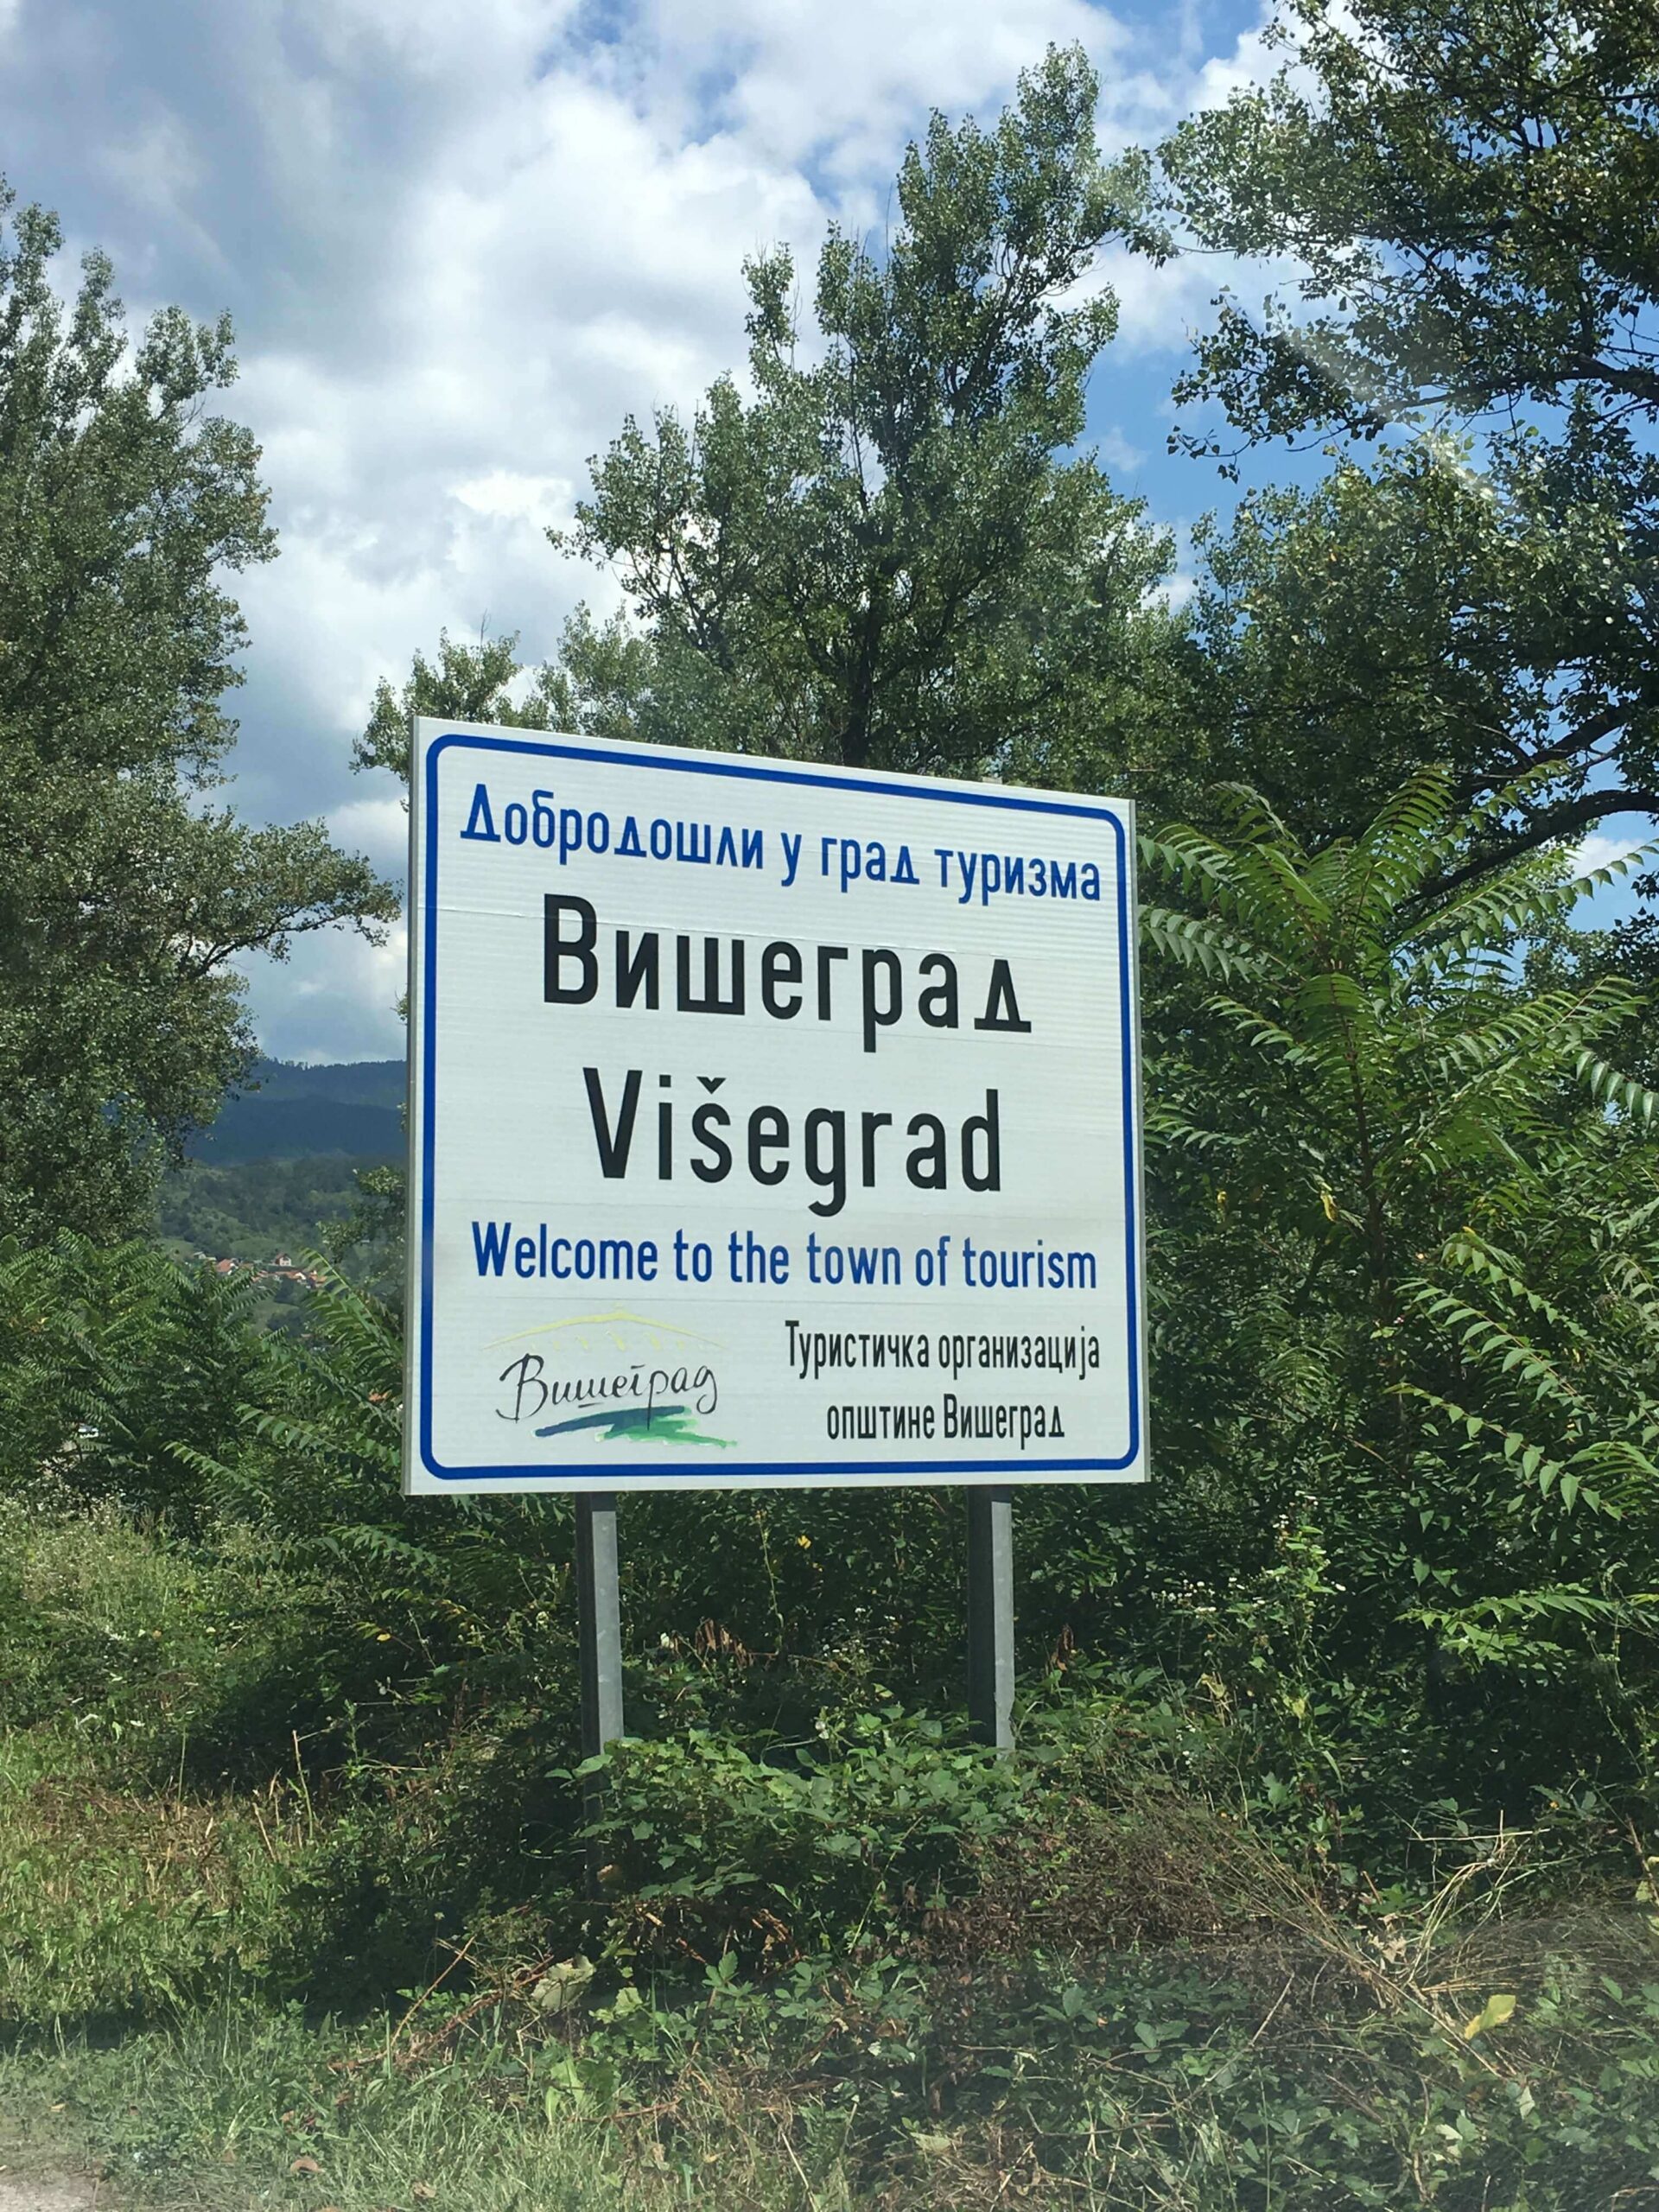 Добродошли у град туризма
Вишеград
Višegrad
Welcome to the town of tourism
Вишеград
Туристичка организација
општине Вишеград